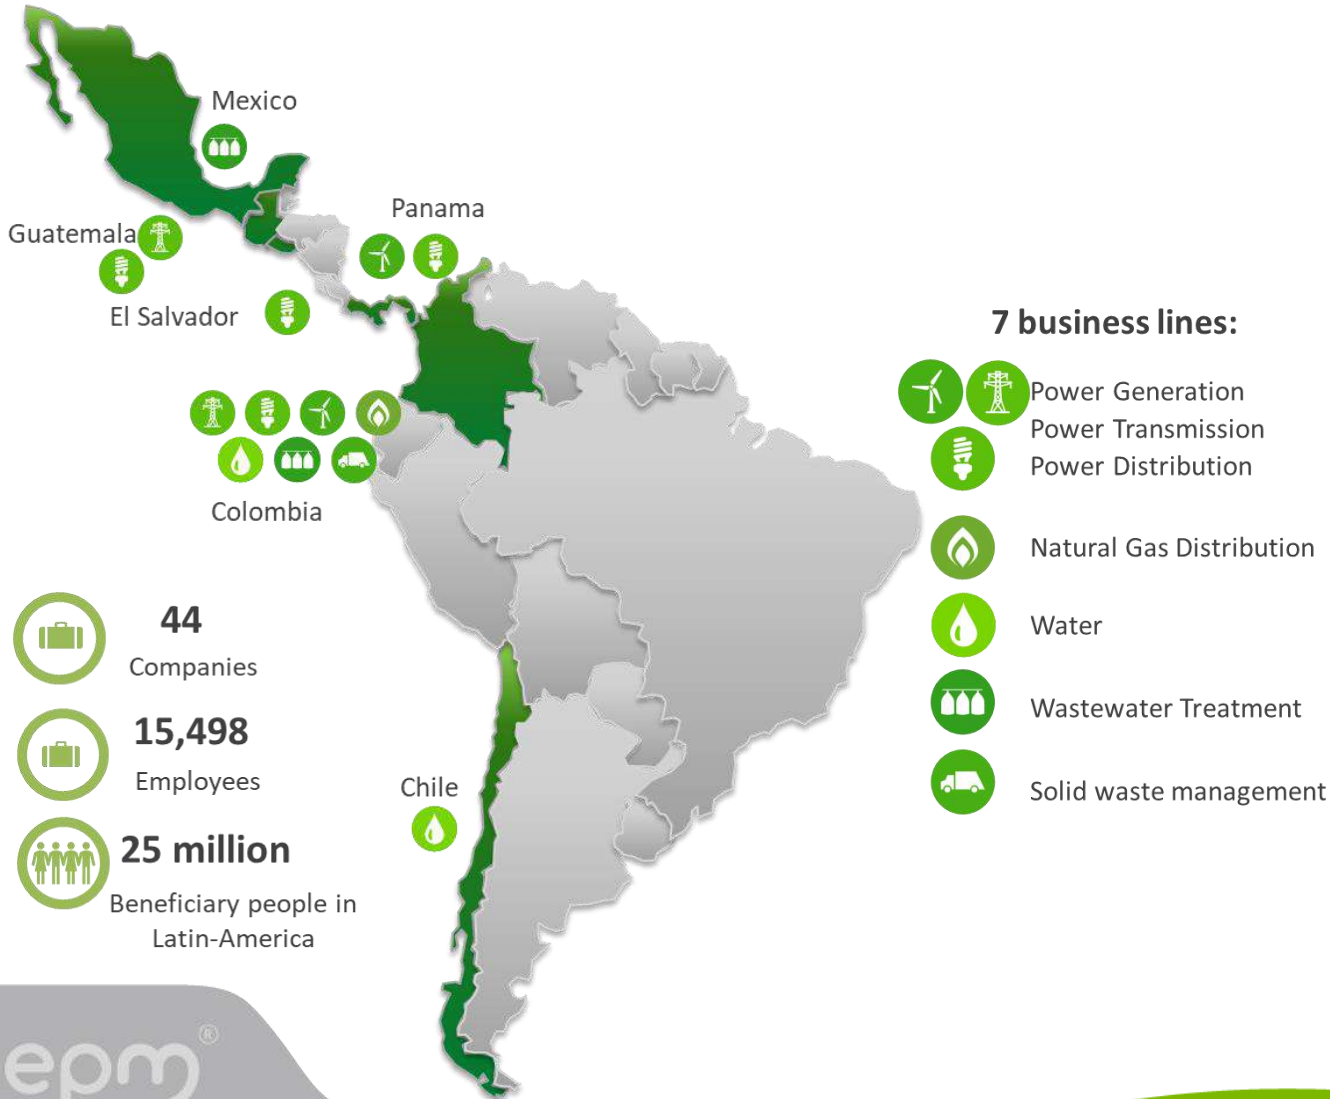 Mexico
Panama
Guatemala
El Salvador
Colombia
7 business lines:
Power Generation
Power Transmission
Power Distribution
Natural Gas Distribution
Water
Wastewater Treatment
Solid waste management
44
Companies
15,498
Employees
25 million
Beneficiary people in
Latin-America
Chile
epm®